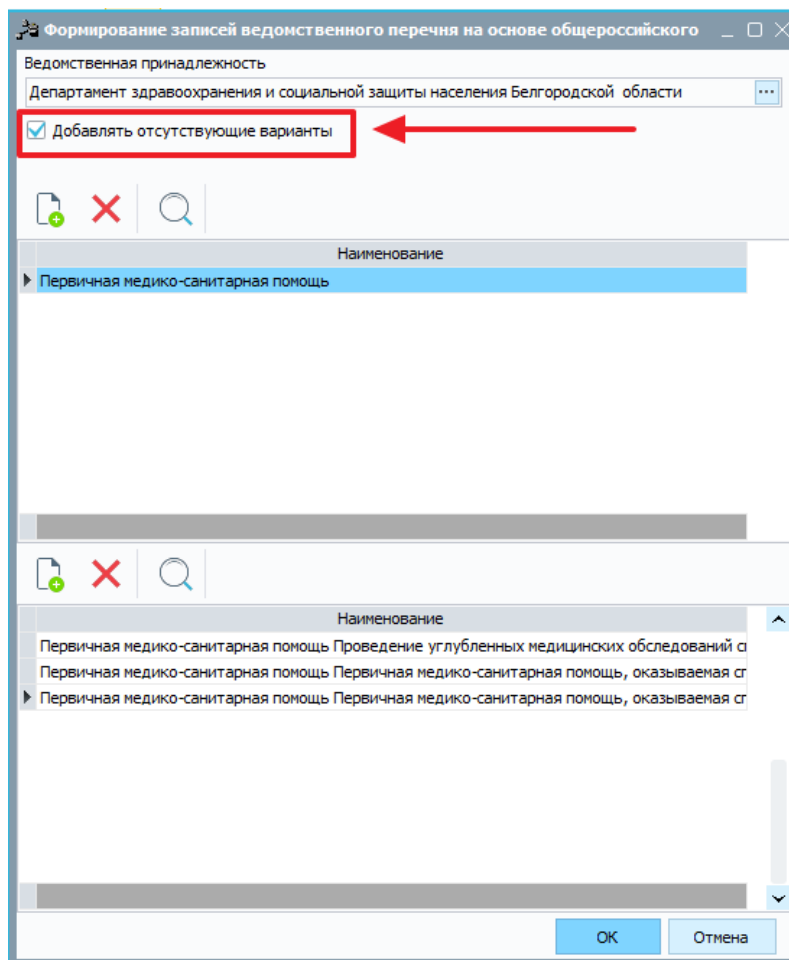 Формирование записей ведомственного перечня на основе общероссийского
Ведомственная принадлежность
Департамент здравоохранения и социальной защиты населения Белгородской области
Добавлять отсутствующие варианты
Наименование
Первичная медико-санитарная помощь
Наименование
Первичная медико-санитарная помощь Проведение углубленных медицинских обследований
Первичная медико-санитарная помощь Первичная медико-санитарная помощь, оказываемая
Первичная медико-санитарная помощь Первичная медико-санитарная помощь, оказываемая
ОК Отмена